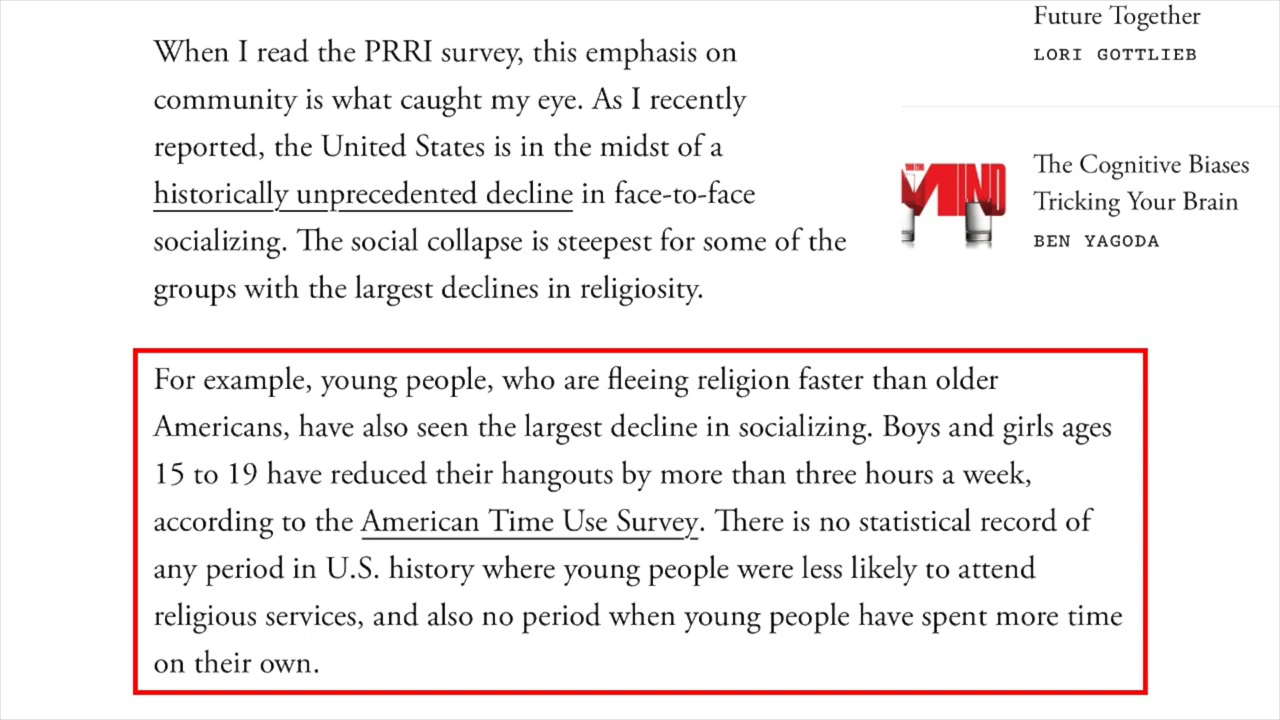 When I read the PRRI survey, this emphasis on
community is what caught my eye. As I recently
reported, the United States is in the midst of a
historically unprecedented decline in face-to-face
socializing. The social collapse is steepest for some of the
groups with the largest declines in religiosity.
For example, young people, who are fleeing religion faster than older
Americans, have also seen the largest decline in socializing. Boys and girls ages
15 to 19 have reduced their hangouts by more than three hours a week,
according to the American Time Use Survey. There is no statistical record of
any period in U.S. history where young people were less likely to attend
religious services, and also no period when young people have spent more time
on their own.
Future Together
LORI GOTTLIEB
MIND
The Cognitive Biases
Tricking Your Brain
BEN YAGODA